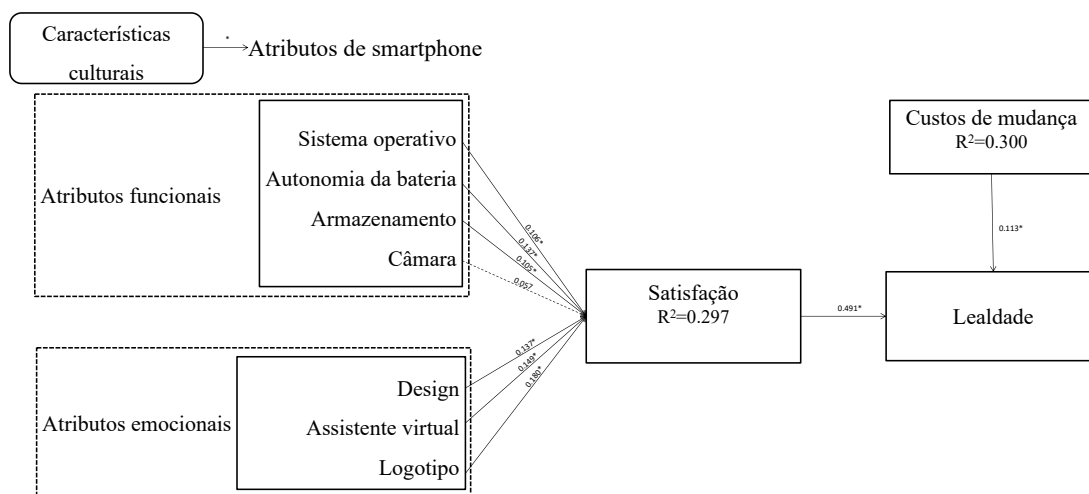 Características
culturais
*
Atributos de smartphone
Atributos funcionais
Sistema operativo
Autonomia da bateria
Armazenamento
Câmara
0.106*
0.137*
0.105*
0.057
Custos de mudança
R²=0.300
0.113*
Satisfação
R²=0.297
0.491*
Lealdade
Atributos emocionais
Design
Assistente virtual
Logotipo
0.137*
0.149*
0.180*